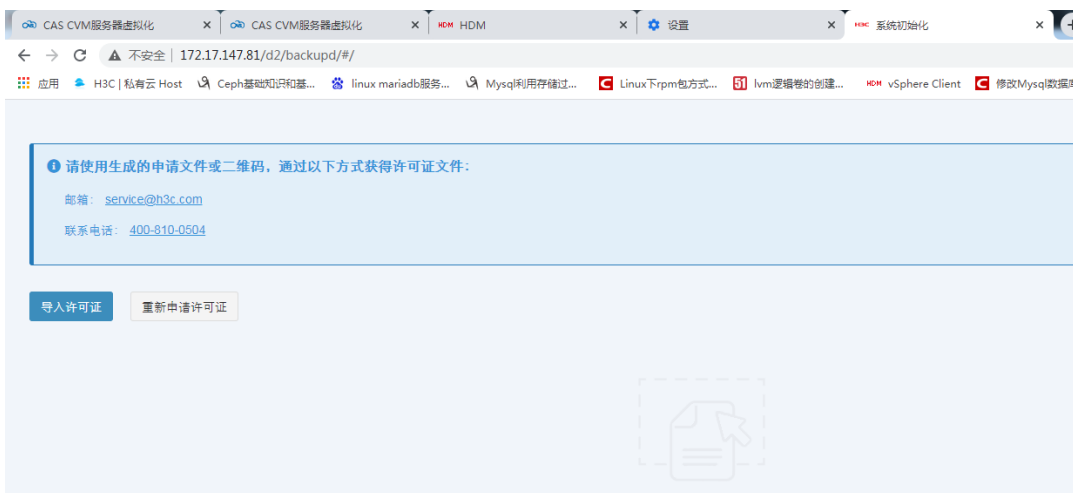 CAS CVM服务器虚拟化 CAS CVM服务器虚拟化 HDM HDM 设置 H3C 系统初始化
不安全 | 172.17.147.81/d2/backupd/#/
应用 H3C | 私有云 Host Ceph基础知识和基... linux mariadb服务... Mysql利用存储过... C Linux下rpm包方式... 51 lvm逻辑卷的创建... HDM vSphere Client C 修改Mysql数据
请使用生成的申请文件或二维码，通过以下方式获得许可证文件：
邮箱： service@h3c.com
联系电话： 400-810-0504
导入许可证 重新申请许可证